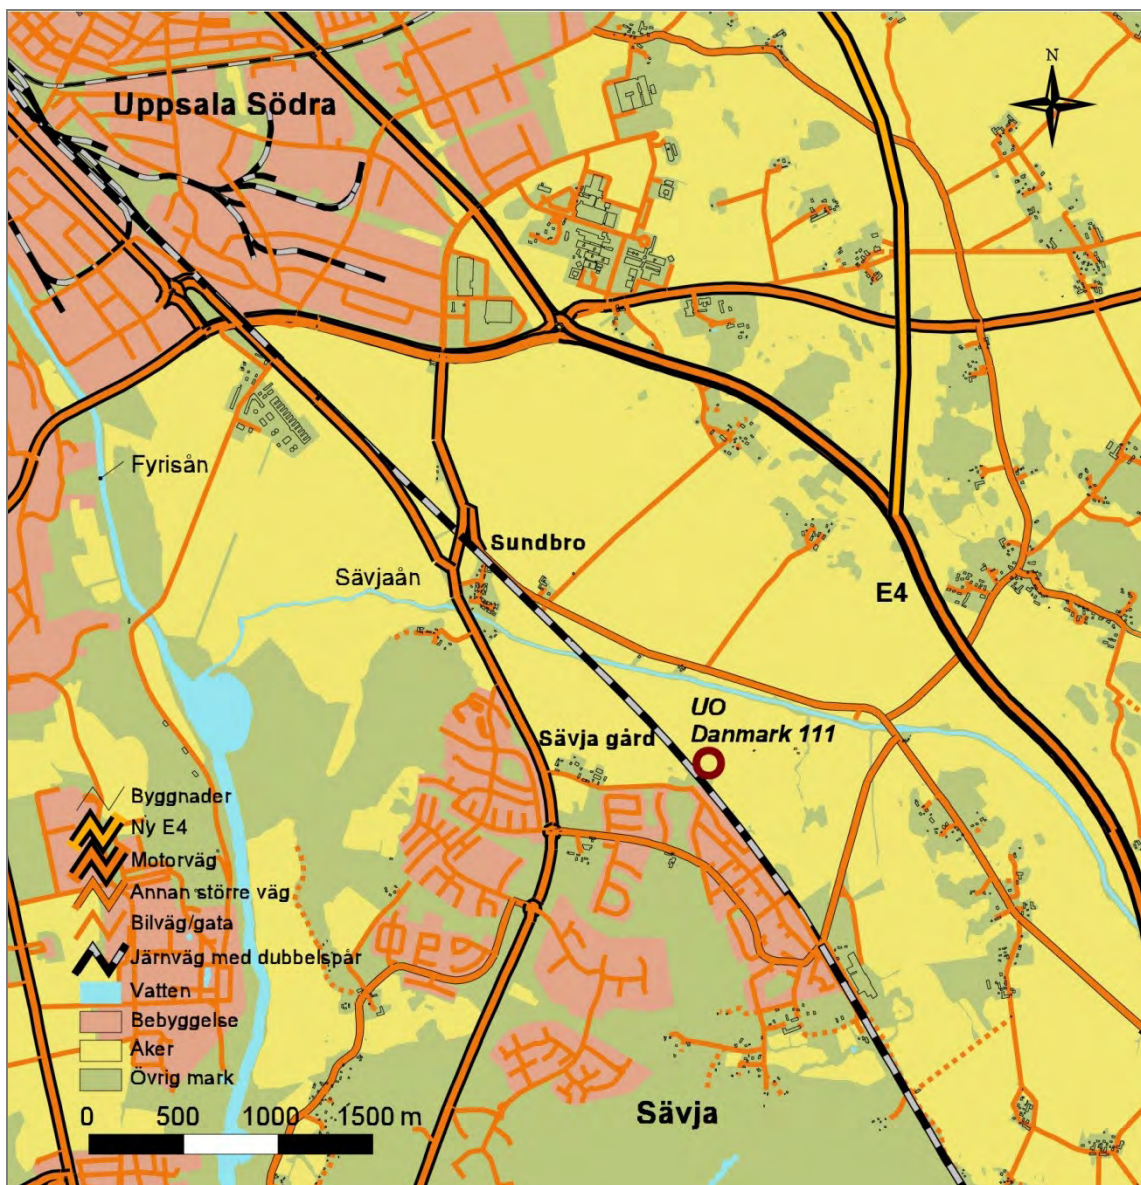 N
Uppsala Södra
Fyrisån
Sundbro
Sävjaån
E4
UO
Danmark 111
Sävja gård
Byggnader
Ny E4
Motorväg
Annan större väg
Bilväg/gata
Järnväg med dubbelspår
Vatten
Bebyggelse
Åker
Övrig mark
0 500 1000 1500 m
Sävja